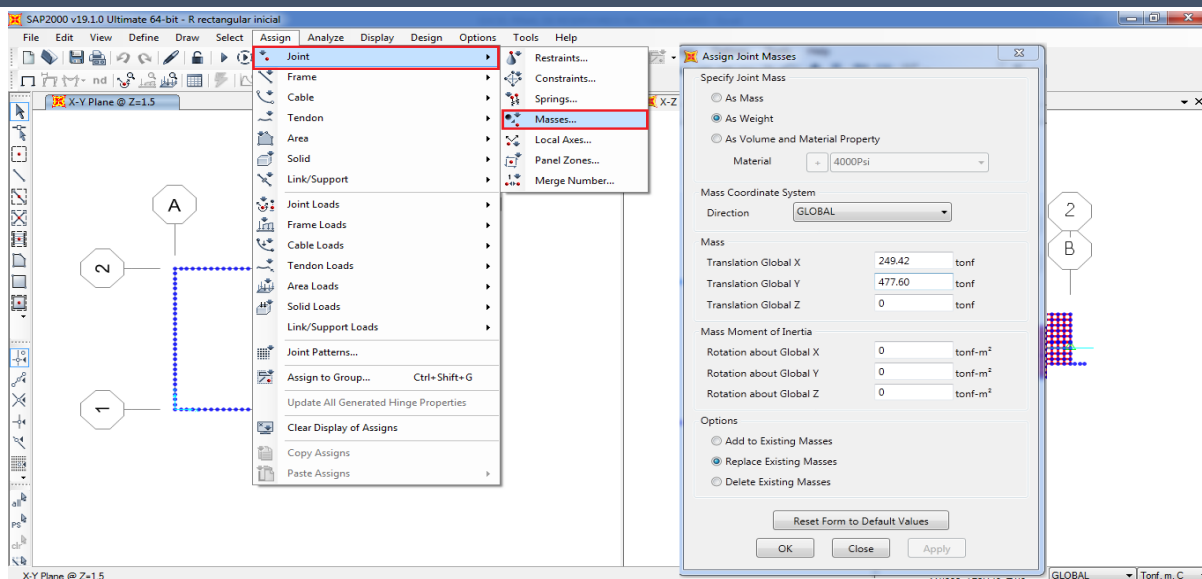 SAP2000 v19.1.0 Ultimate 64-bit - R rectangular inicial
File Edit View Define Draw Select Assign Analyze Display Design Options Tools Help
nd
X-Y Plane @ Z=1.5
X-Z
Joint
Frame
Cable
Tendon
Area
Solid
Link/Support
Joint Loads
Frame Loads
Cable Loads
Tendon Loads
Area Loads
Solid Loads
Link/Support Loads
Joint Patterns...
Assign to Group... Ctrl+Shift+G
Update All Generated Hinge Properties
Clear Display of Assigns
Copy Assigns
Paste Assigns
Restraints...
Constraints...
Springs...
Masses...
Local Axes...
Panel Zones...
Merge Number...
A
2
1
Assign Joint Masses
Specify Joint Mass
As Mass
As Weight
As Volume and Material Property
Material + 4000Psi
Mass Coordinate System
Direction GLOBAL
Mass
Translation Global X 249.42 tonf
Translation Global Y 477.60 tonf
Translation Global Z 0 tonf
Mass Moment of Inertia
Rotation about Global X 0 tonf-m²
Rotation about Global Y 0 tonf-m²
Rotation about Global Z 0 tonf-m²
Options
Add to Existing Masses
Replace Existing Masses
Delete Existing Masses
Reset Form to Default Values
OK Close Apply
2
B
all
PS
clr
X-Y Plane @ Z=1.5
GLOBAL
Tonf, m, C